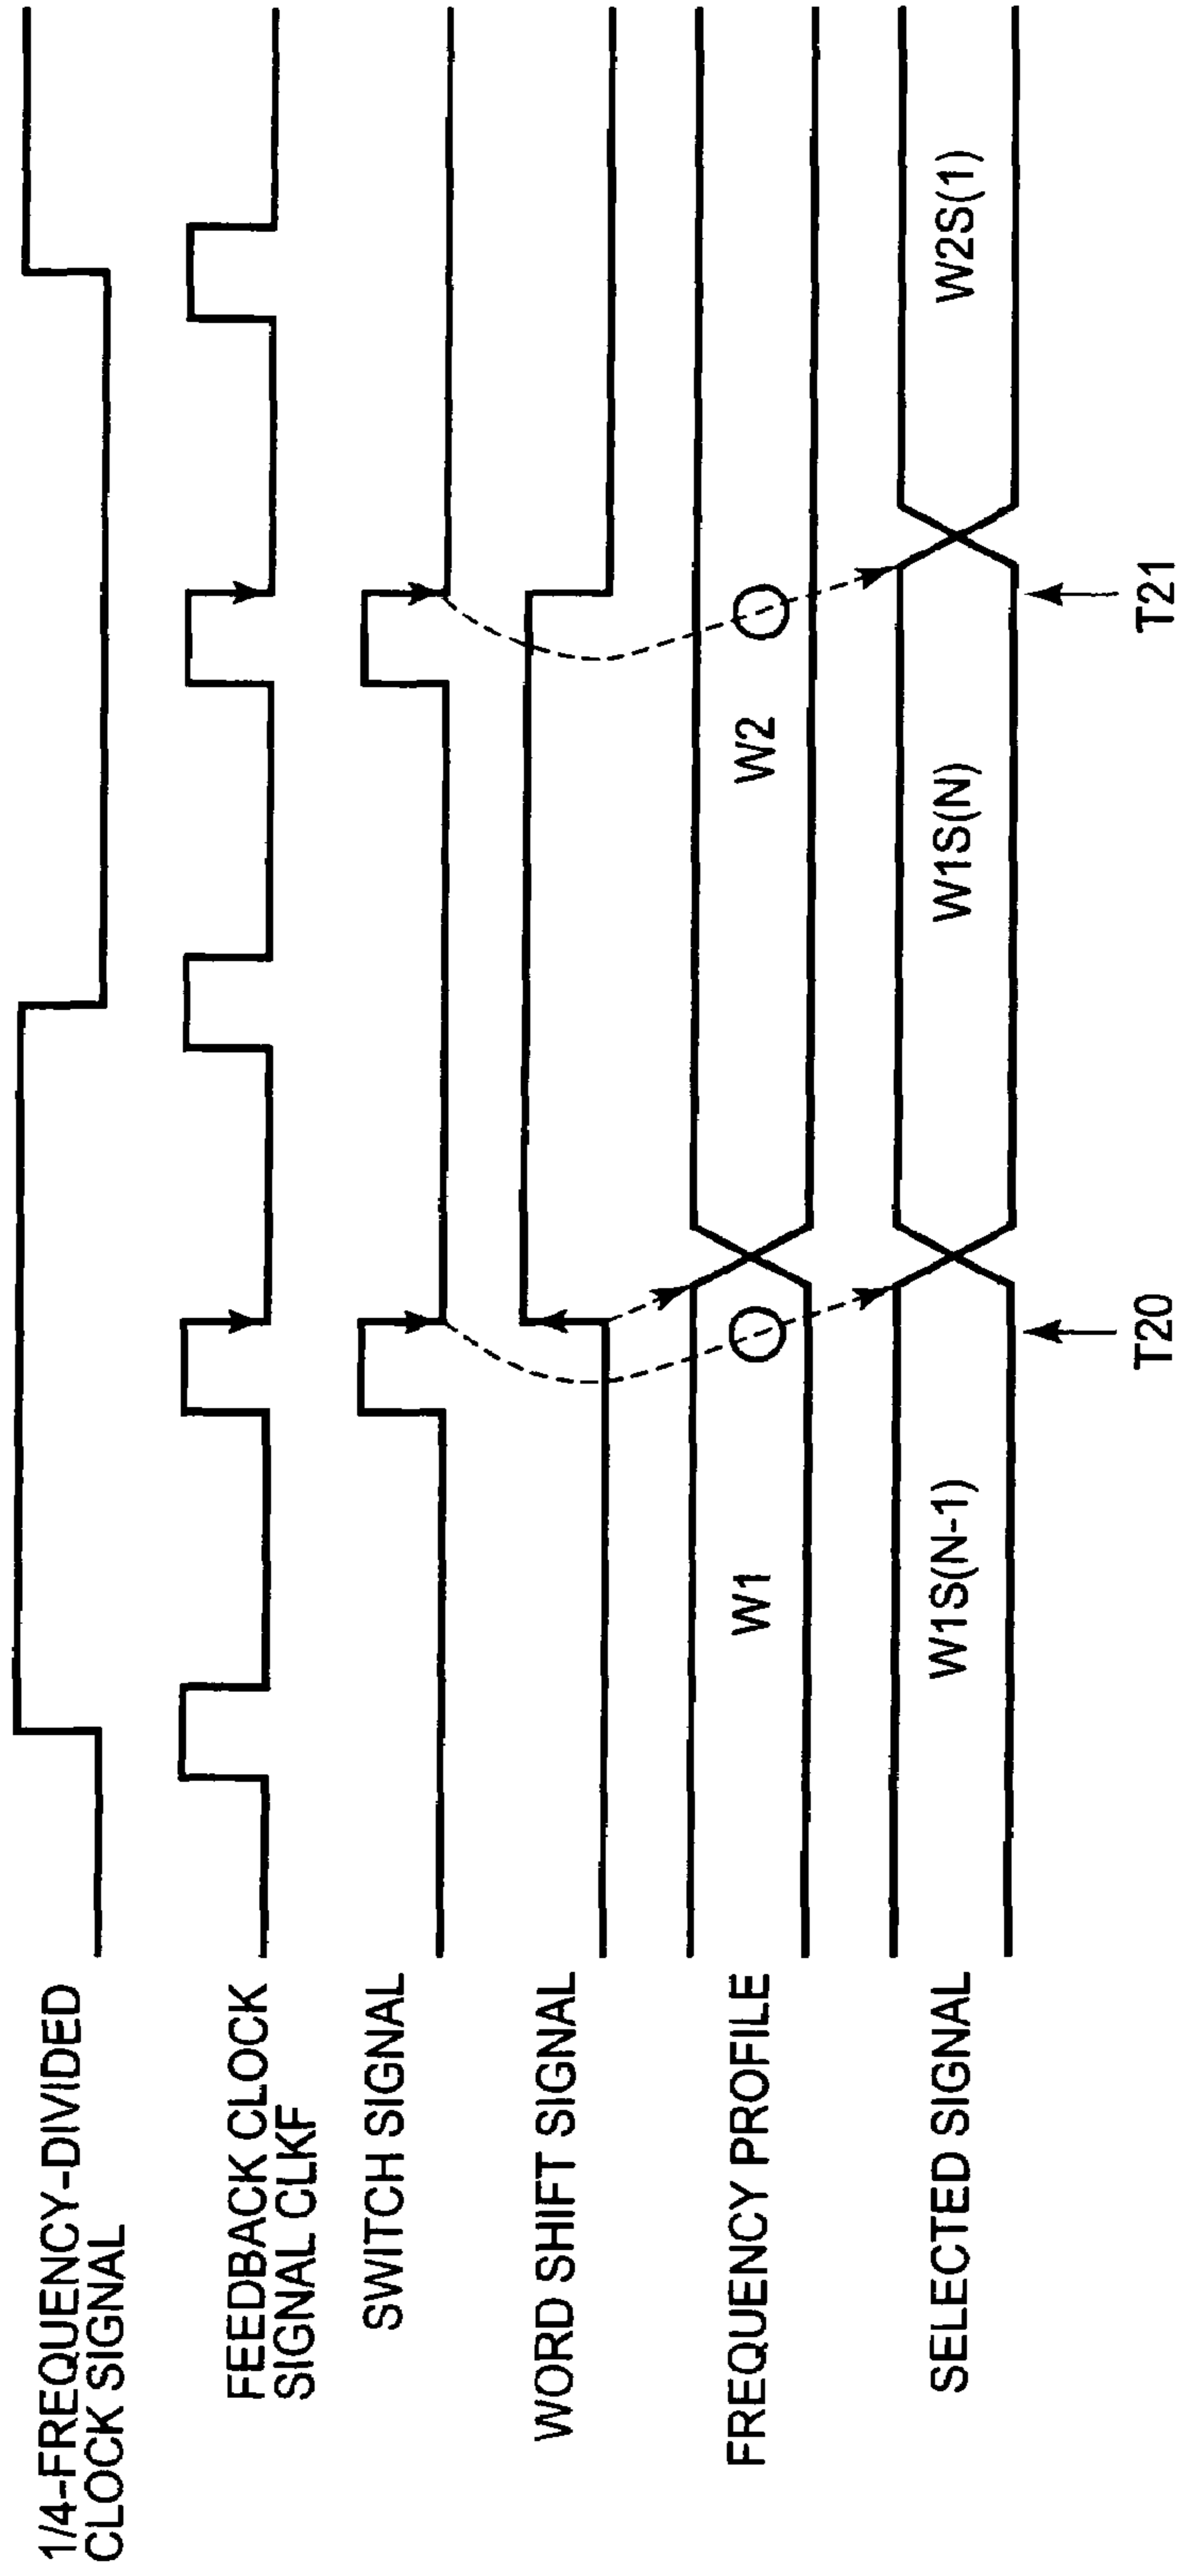 1/4-FREQUENCY-DIVIDED
CLOCK SIGNAL
FEEDBACK CLOCK
SIGNAL CLKF
SWITCH SIGNAL
WORD SHIFT SIGNAL
FREQUENCY PROFILE
W1
W2
SELECTED SIGNAL
W1S(N-1)
W1S(N)
W2S(1)
T20
T21